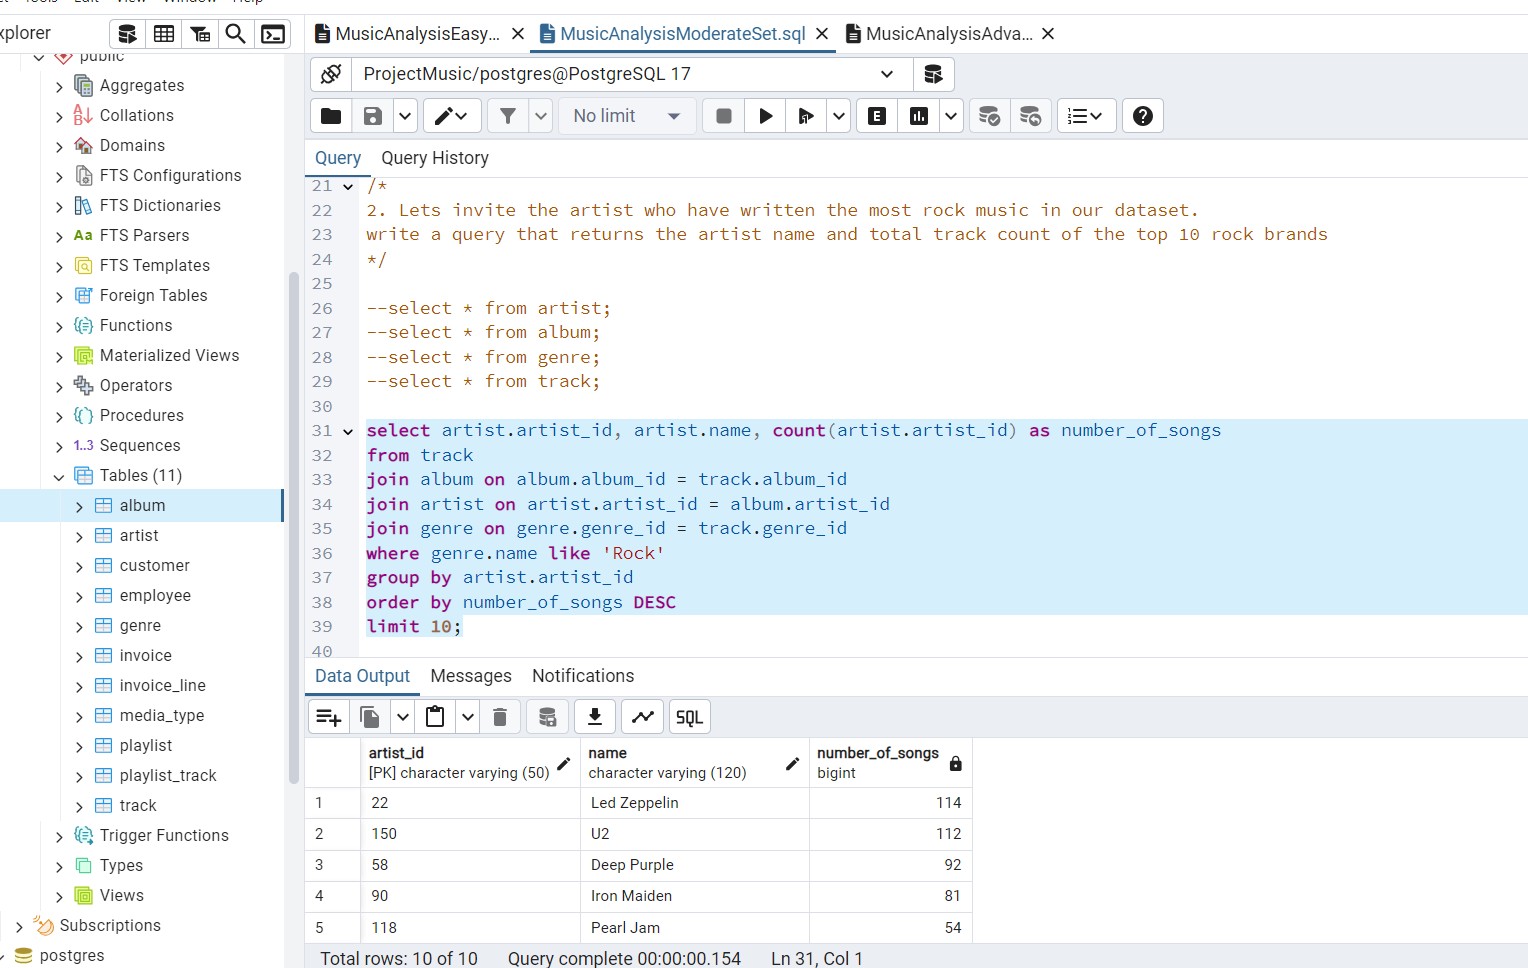 Explorer
MusicAnalysisEasy...
MusicAnalysisModerateSet.sql
MusicAnalysisAdva...
ProjectMusic/postgres@PostgreSQL 17
No limit
Query
Query History
public
Aggregates
Collations
Domains
FTS Configurations
FTS Dictionaries
Aa FTS Parsers
FTS Templates
Foreign Tables
Functions
Materialized Views
Operators
Procedures
1..3 Sequences
Tables (11)
album
artist
customer
employee
genre
invoice
invoice_line
media_type
playlist
playlist_track
track
Trigger Functions
Types
Views
Subscriptions
postgres
21 /*
22 2. Lets invite the artist who have written the most rock music in our dataset.
23 write a query that returns the artist name and total track count of the top 10 rock brands
24 */
25
26 --select * from artist;
27 --select * from album;
28 --select * from genre;
29 --select * from track;
30
31 select artist.artist_id, artist.name, count(artist.artist_id) as number_of_songs
32 from track
33 join album on album.album_id = track.album_id
34 join artist on artist.artist_id = album.artist_id
35 join genre on genre.genre_id = track.genre_id
36 where genre.name like 'Rock'
37 group by artist.artist_id
38 order by number_of_songs DESC
39 limit 10;
40
Data Output
Messages
Notifications
SQL
artist_id
[PK] character varying (50)
name
character varying (120)
number_of_songs
bigint
1 22 Led Zeppelin 114
2 150 U2 112
3 58 Deep Purple 92
4 90 Iron Maiden 81
5 118 Pearl Jam 54
Total rows: 10 of 10
Query complete 00:00:00.154
Ln 31, Col 1